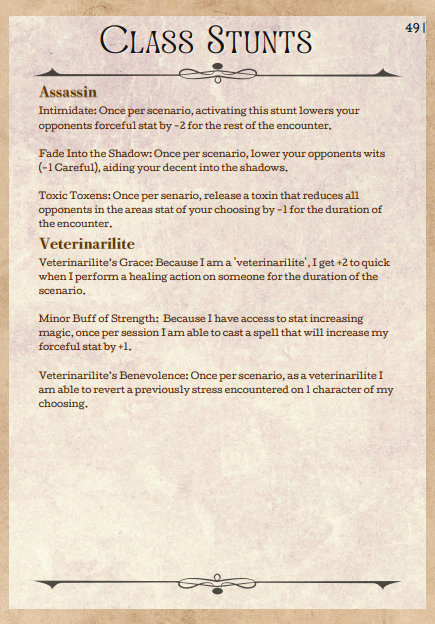 49
CLASS STUNTS
Assassin
Intimidate: Once per scenario, activating this stunt lowers your
opponents forceful stat by -2 for the rest of the encounter.
Fade Into the Shadow: Once per scenario, lower your opponents wits
(-1 Careful), aiding your decent into the shadows.
Toxic Toxens: Once per senario, release a toxin that reduces all
opponents in the areas stat of your choosing by -1 for the duration of
the encounter.
Veterinarilite
Veterinarilite's Grace: Because I am a 'veterinarilite', I get +2 to quick
when I perform a healing action on someone for the duration of the
scenario.
Minor Buff of Strength: Because I have access to stat increasing
magic, once per session I am able to cast a spell that will increase my
forceful stat by +1.
Veterinarilite's Benevolence: Once per scenario, as a veterinarilite I
am able to revert a previously stress encountered on 1 character of my
choosing.